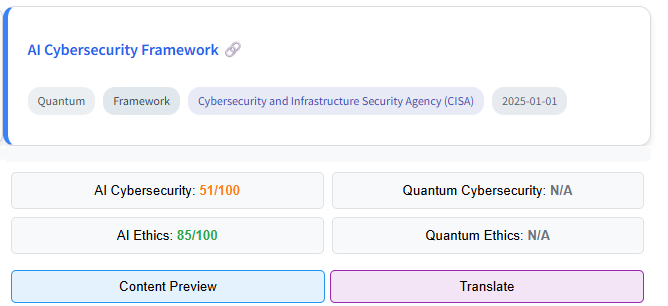 AI Cybersecurity Framework
Quantum Framework Cybersecurity and Infrastructure Security Agency (CISA) 2025-01-01
AI Cybersecurity: 51/100 Quantum Cybersecurity: N/A
AI Ethics: 85/100 Quantum Ethics: N/A
Content Preview Translate